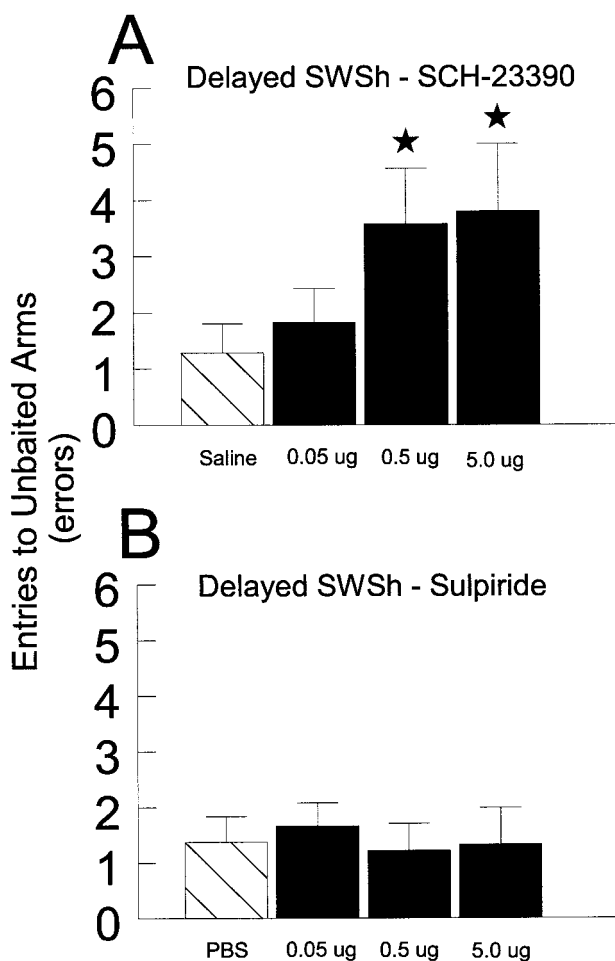 A
Delayed SWSh - SCH-23390
6
5
4
3
2
1
0
Saline 0.05 ug 0.5 ug 5.0 ug
Entries to Unbaited Arms
(errors)
B
Delayed SWSh - Sulpiride
6
5
4
3
2
1
0
PBS 0.05 ug 0.5 ug 5.0 ug